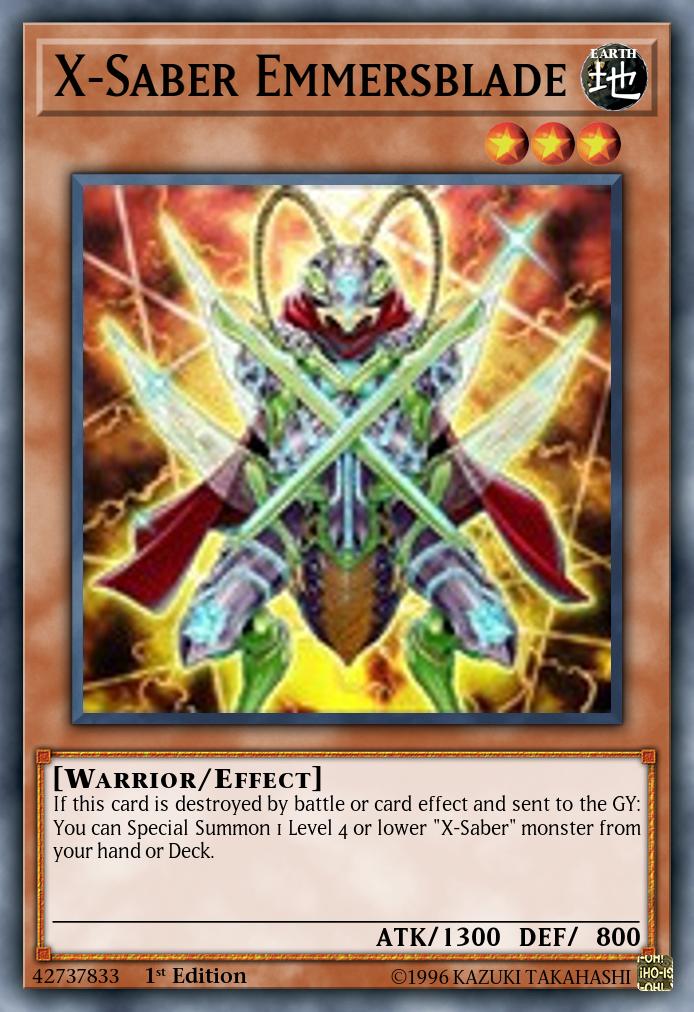 X-Saber Emmersblade
EARTH
地
[Warrior/Effect]
If this card is destroyed by battle or card effect and sent to the GY:
You can Special Summon 1 Level 4 or lower "X-Saber" monster from
your hand or Deck.
ATK/1300 DEF/ 800
42737833 1st Edition ©1996 KAZUKI TAKAHASHI